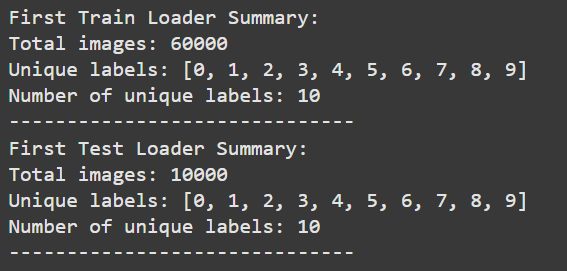 First Train Loader Summary:
Total images: 60000
Unique labels: [0, 1, 2, 3, 4, 5, 6, 7, 8, 9]
Number of unique labels: 10
-----------------------------
First Test Loader Summary:
Total images: 10000
Unique labels: [0, 1, 2, 3, 4, 5, 6, 7, 8, 9]
Number of unique labels: 10
-----------------------------